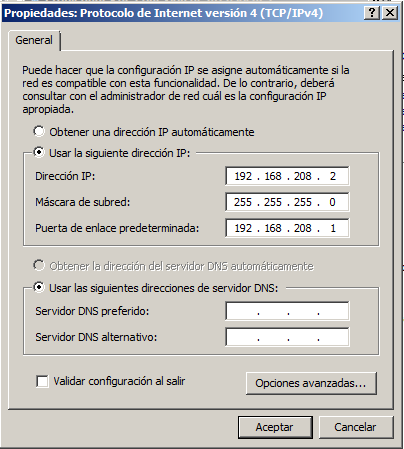 Propiedades: Protocolo de Internet versión 4 (TCP/IPv4)
General
Puede hacer que la configuración IP se asigne automáticamente si la
red es compatible con esta funcionalidad. De lo contrario, deberá
consultar con el administrador de red cuál es la configuración IP
apropiada.
Obtener una dirección IP automáticamente
Usar la siguiente dirección IP:
Dirección IP: 192 . 168 . 208 . 2
Máscara de subred: 255 . 255 . 255 . 0
Puerta de enlace predeterminada: 192 . 168 . 208 . 1
Obtener la dirección del servidor DNS automáticamente
Usar las siguientes direcciones de servidor DNS:
Servidor DNS preferido: . . .
Servidor DNS alternativo: . . .
Validar configuración al salir
Opciones avanzadas...
Aceptar Cancelar